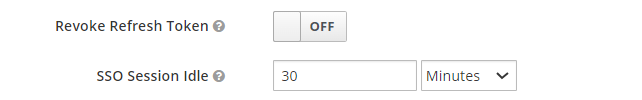 Revoke Refresh Token ? OFF
SSO Session Idle ? 30 Minutes